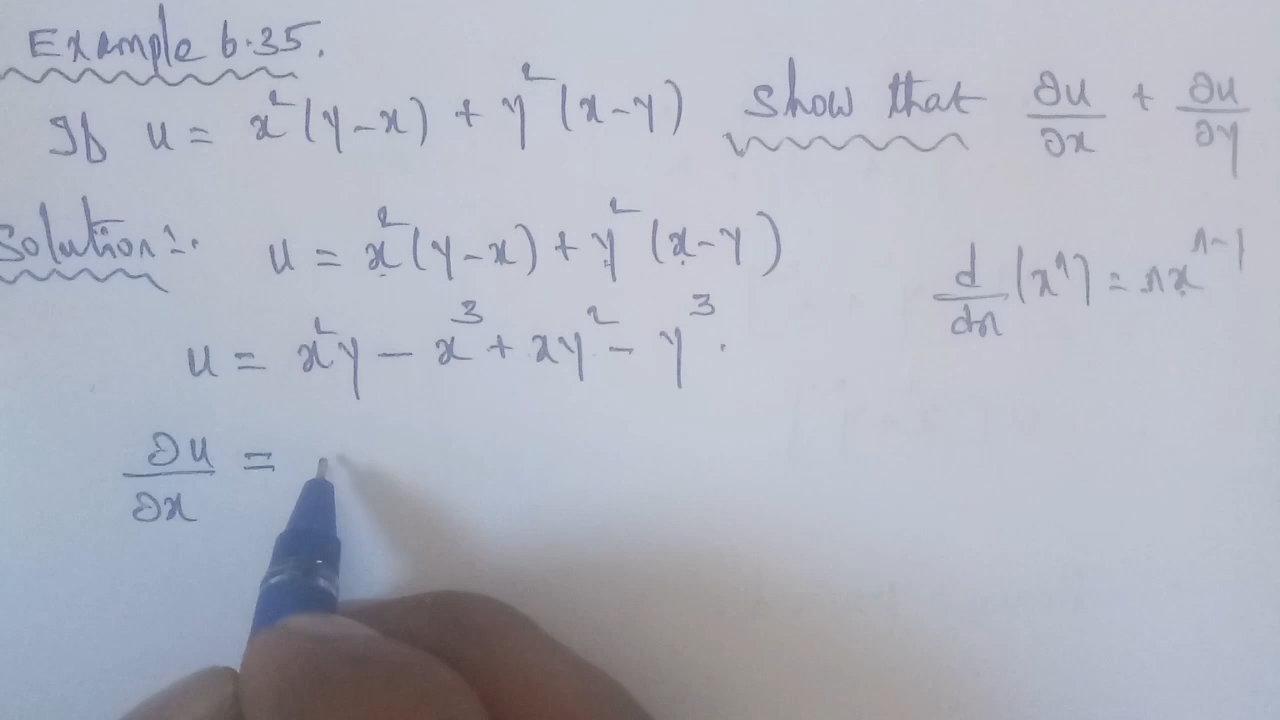 Example 6.35.
If u = x²(y-x) + y²(x-y) show that ∂u/∂x + ∂u/∂y
Solution:- u = x²(y-x) + y²(x-y)
d/dx (xⁿ) = nxⁿ⁻¹
u = x²y - x³ + xy² - y³.
∂u/∂x =